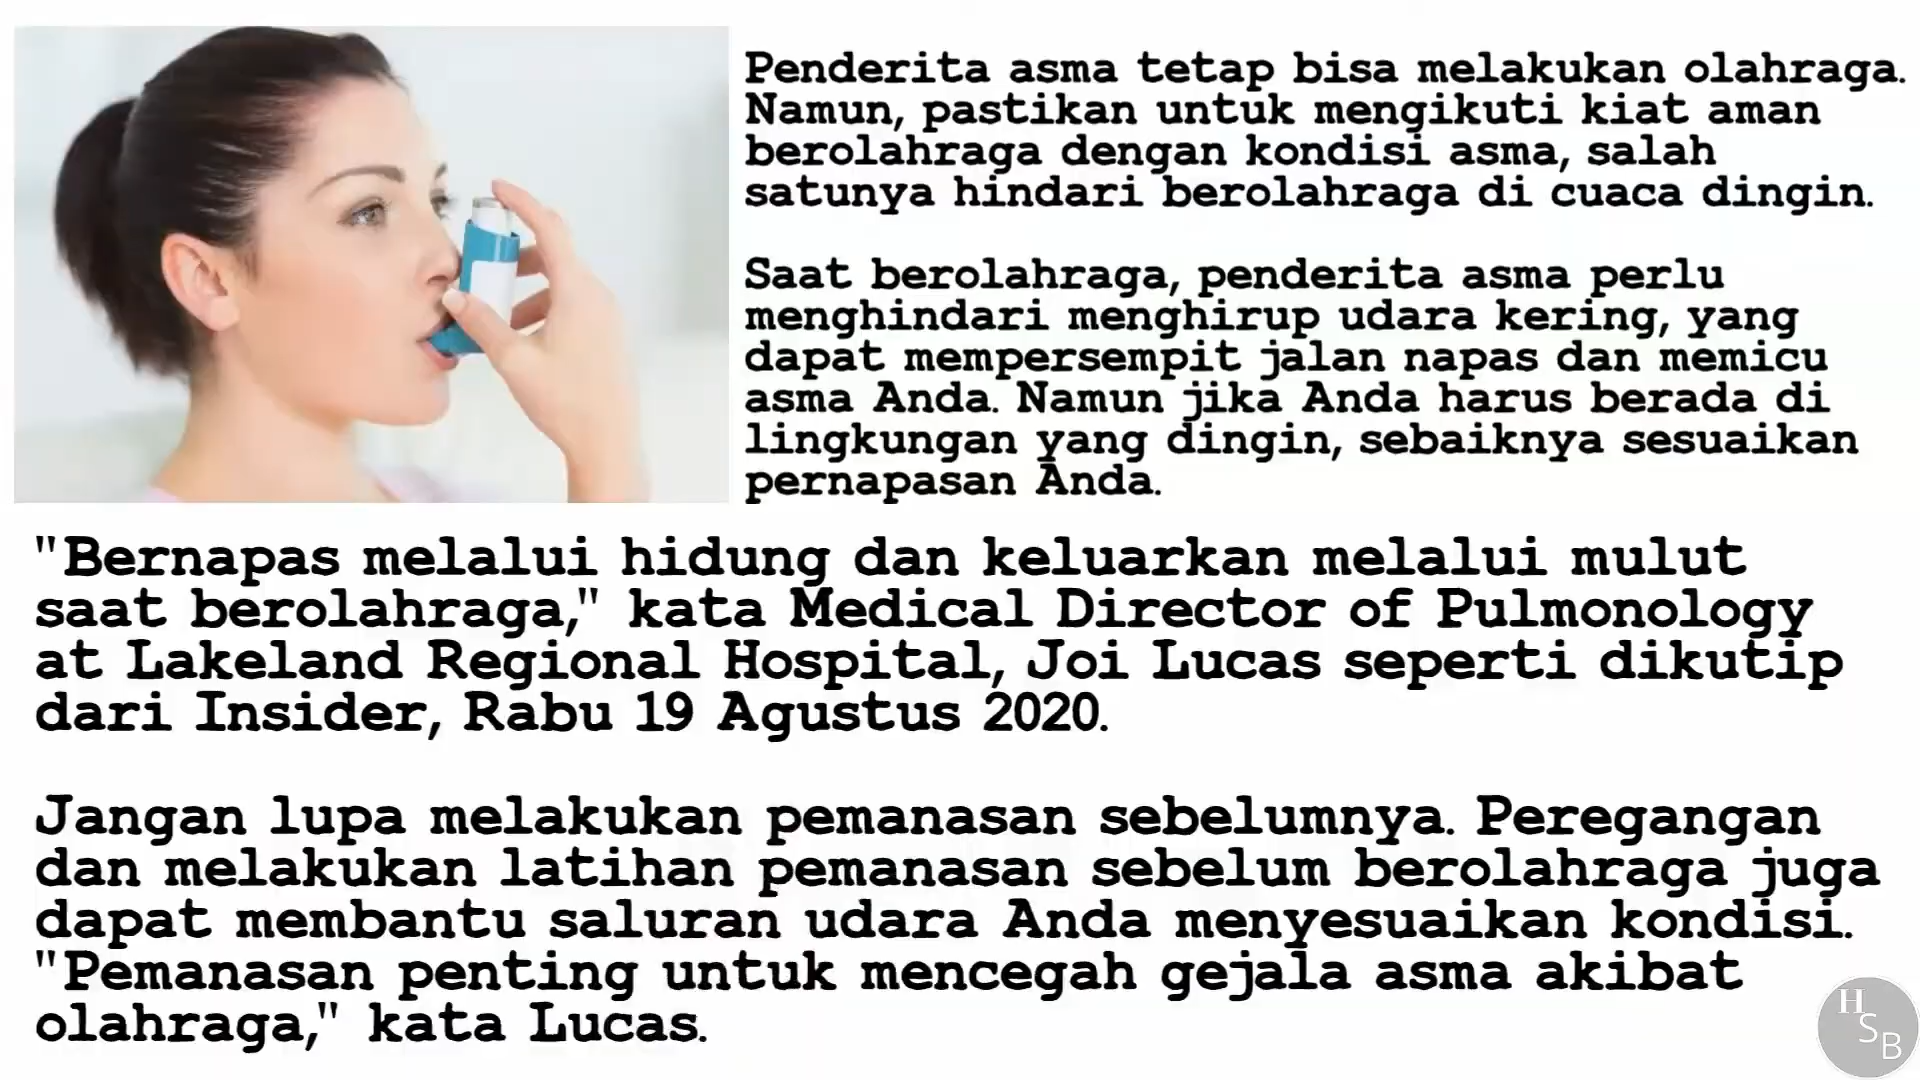 Penderita asma tetap bisa melakukan olahraga.
Namun, pastikan untuk mengikuti kiat aman
berolahraga dengan kondisi asma, salah
satunya hindari berolahraga di cuaca dingin.
Saat berolahraga, penderita asma perlu
menghindari menghirup udara kering, yang
dapat mempersempit jalan napas dan memicu
asma Anda. Namun jika Anda harus berada di
lingkungan yang dingin, sebaiknya sesuaikan
pernapasan Anda.
"Bernapas melalui hidung dan keluarkan melalui mulut
saat berolahraga," kata Medical Director of Pulmonology
at Lakeland Regional Hospital, Joi Lucas seperti dikutip
dari Insider, Rabu 19 Agustus 2020.
Jangan lupa melakukan pemanasan sebelumnya. Peregangan
dan melakukan latihan pemanasan sebelum berolahraga juga
dapat membantu saluran udara Anda menyesuaikan kondisi.
"Pemanasan penting untuk mencegah gejala asma akibat
olahraga," kata Lucas.
HSB